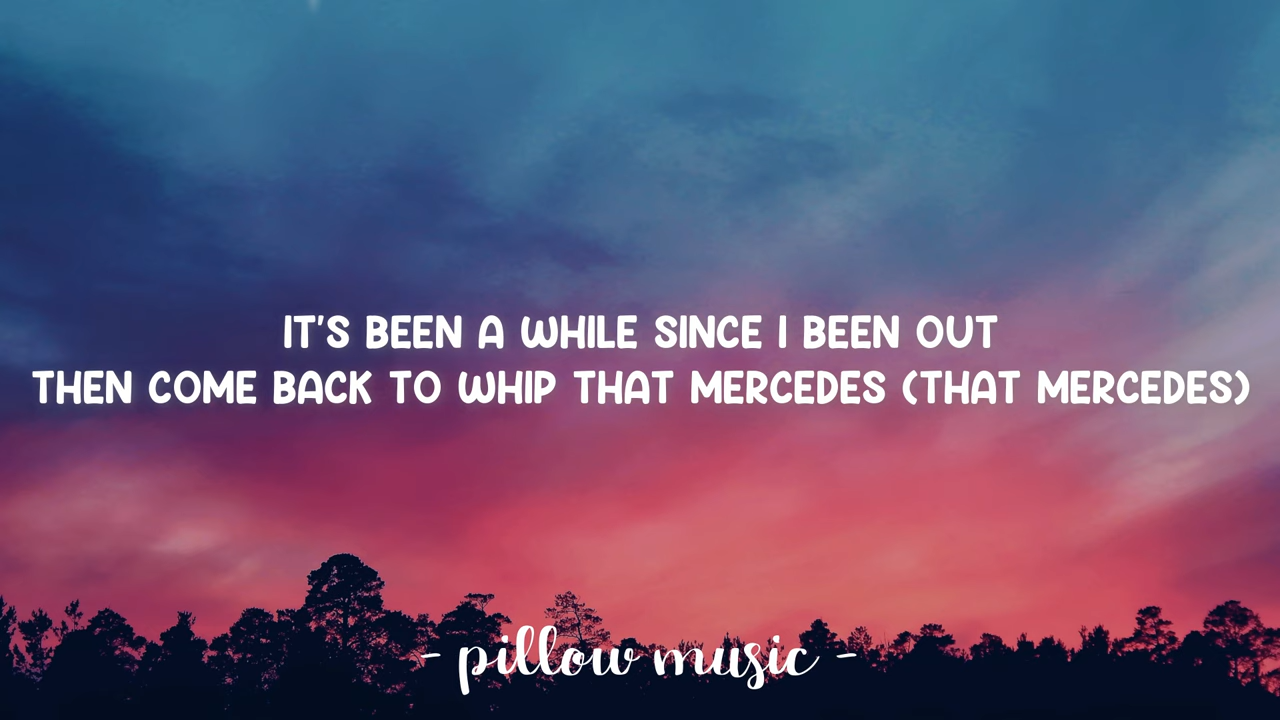 IT'S BEEN A WHILE SINCE I BEEN OUT
THEN COME BACK TO WHIP THAT MERCEDES (THAT MERCEDES)
- pillow music -